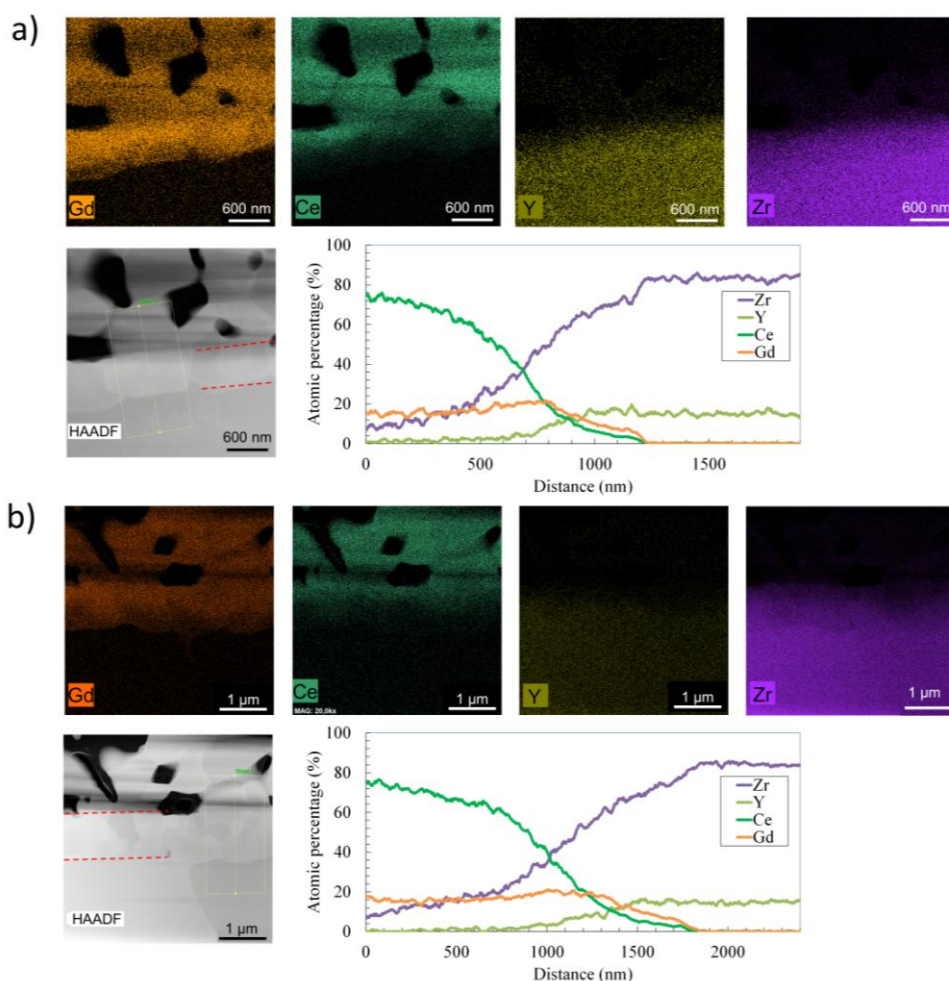 a)
Gd
600 nm
Ce
600 nm
Y
600 nm
Zr
600 nm
HAADF
600 nm
Atomic percentage (%)
100
80
60
40
20
0
0 500 1000 1500
Distance (nm)
Zr
Y
Ce
Gd
b)
Gd
1 µm
Ce
MAG: 20,0kx
1 µm
Y
1 µm
Zr
1 µm
HAADF
1 µm
Atomic percentage (%)
100
80
60
40
20
0
0 500 1000 1500 2000
Distance (nm)
Zr
Y
Ce
Gd